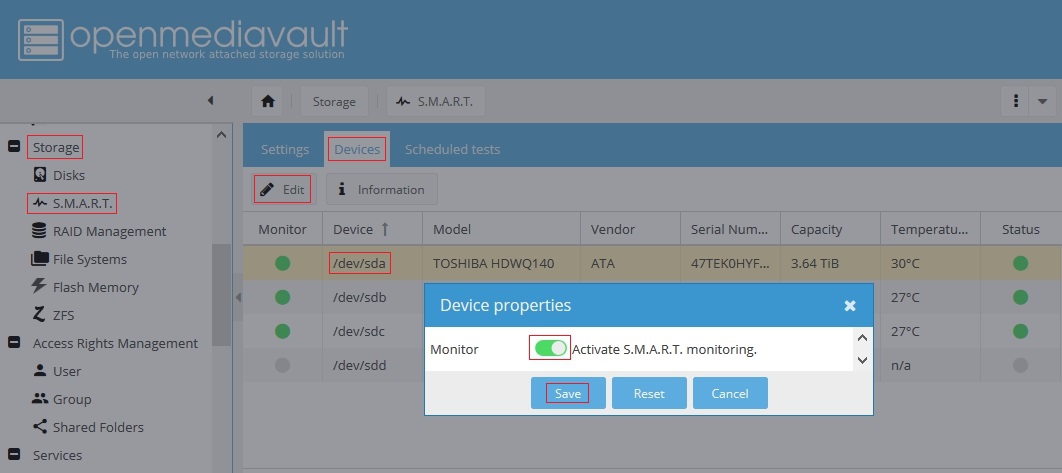 openmediavault
The open network attached storage solution
Storage
S.M.A.R.T.
Storage
Disks
S.M.A.R.T.
RAID Management
File Systems
Flash Memory
ZFS
Access Rights Management
User
Group
Shared Folders
Services
Settings
Devices
Scheduled tests
Edit
Information
Monitor Device Model Vendor Serial Num... Capacity Temperatu... Status
/dev/sda TOSHIBA HDWQ140 ATA 47TEK0HYF... 3.64 TiB 30°C
/dev/sdb 27°C
/dev/sdc 27°C
/dev/sdd n/a
Device properties
Monitor Activate S.M.A.R.T. monitoring.
Save Reset Cancel